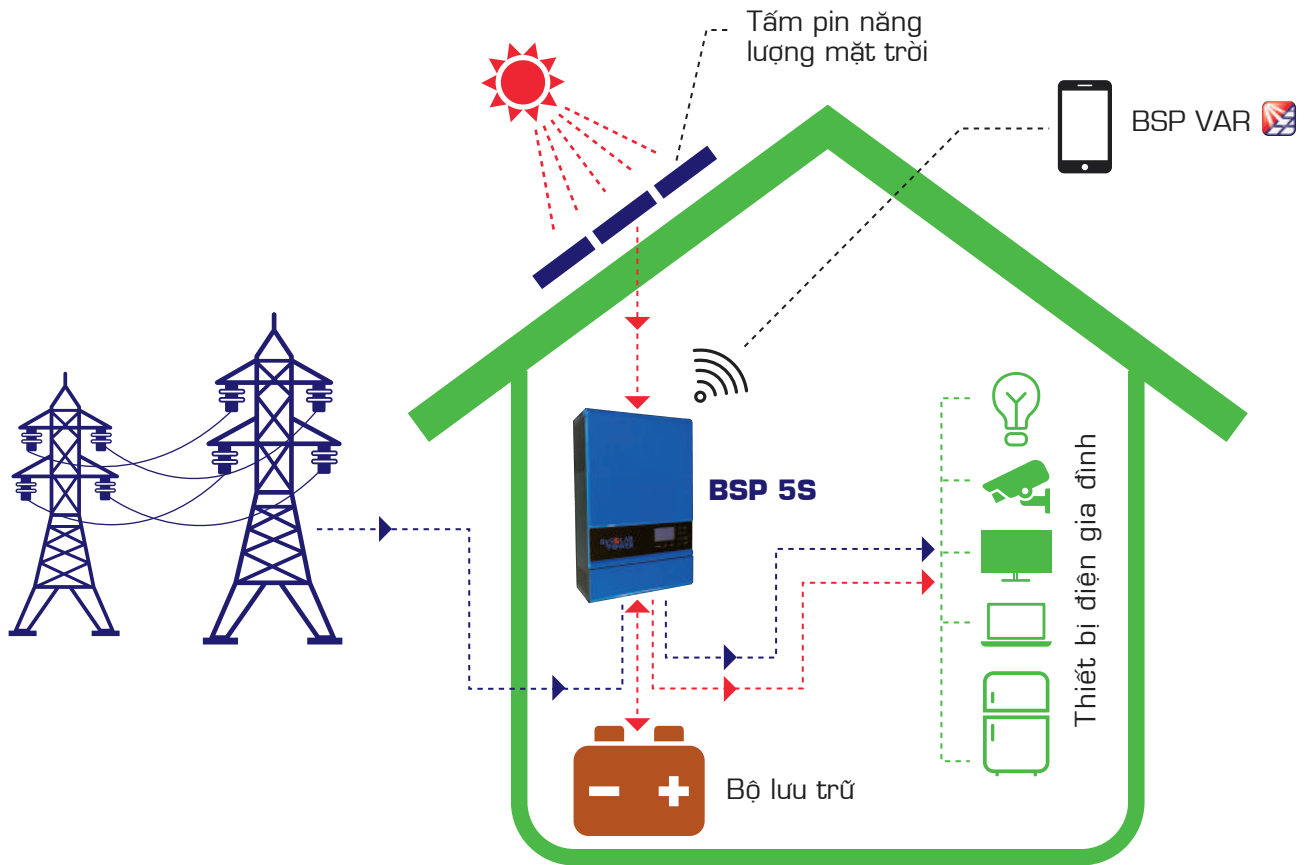 Tấm pin năng
lượng mặt trời
BSP VAR
BSP 5S
Thiết bị điện gia đình
Bộ lưu trữ